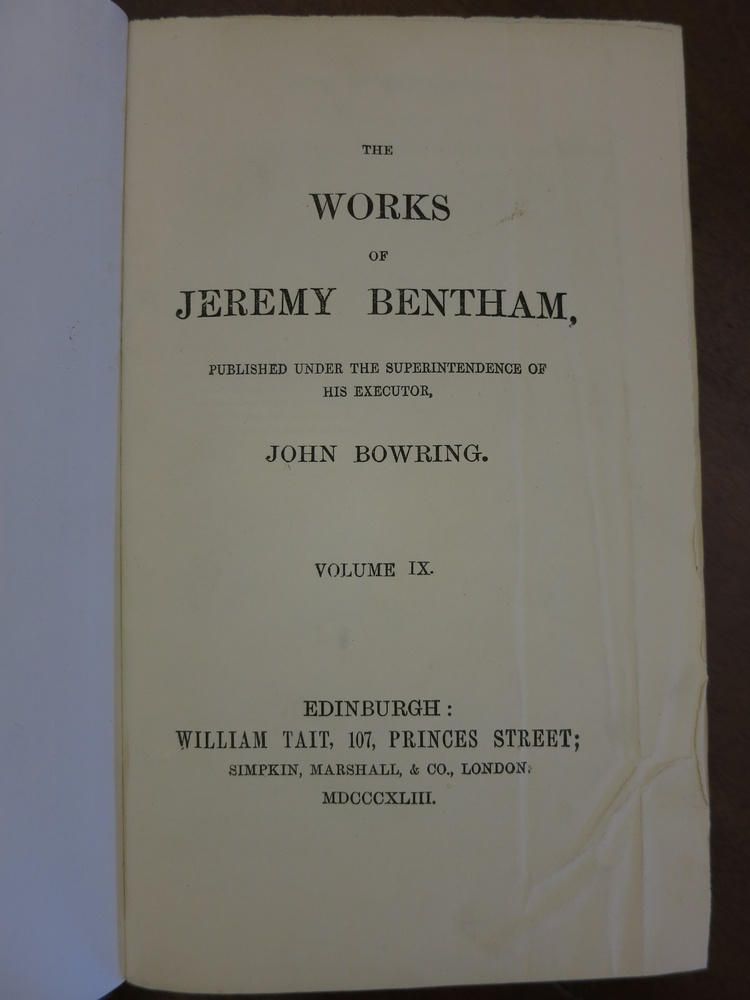 THE
WORKS
OF
JEREMY BENTHAM,
PUBLISHED UNDER THE SUPERINTENDENCE OF
HIS EXECUTOR,
JOHN BOWRING.
VOLUME IX.
EDINBURGH:
WILLIAM TAIT, 107, PRINCES STREET;
SIMPKIN, MARSHALL, & CO., LONDON.
MDCCCXLIII.